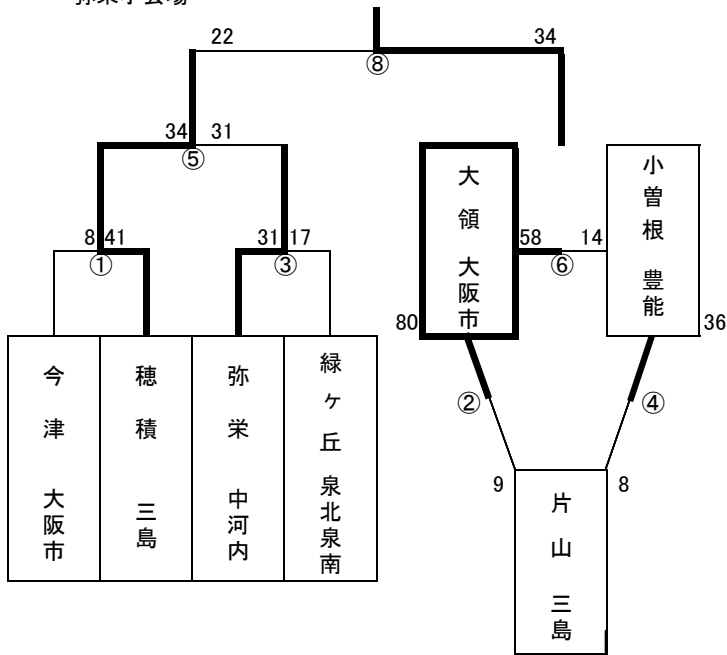 弥栄小会場
22 34
⑧
34 31
⑤
8 41
①
31 17
③
58 14
⑥
80
36
②
④
9
8
今津 大阪市
穂積 三島
弥栄 中河内
緑ヶ丘 泉北泉南
大領 大阪市
小曽根 豊能
片山 三島